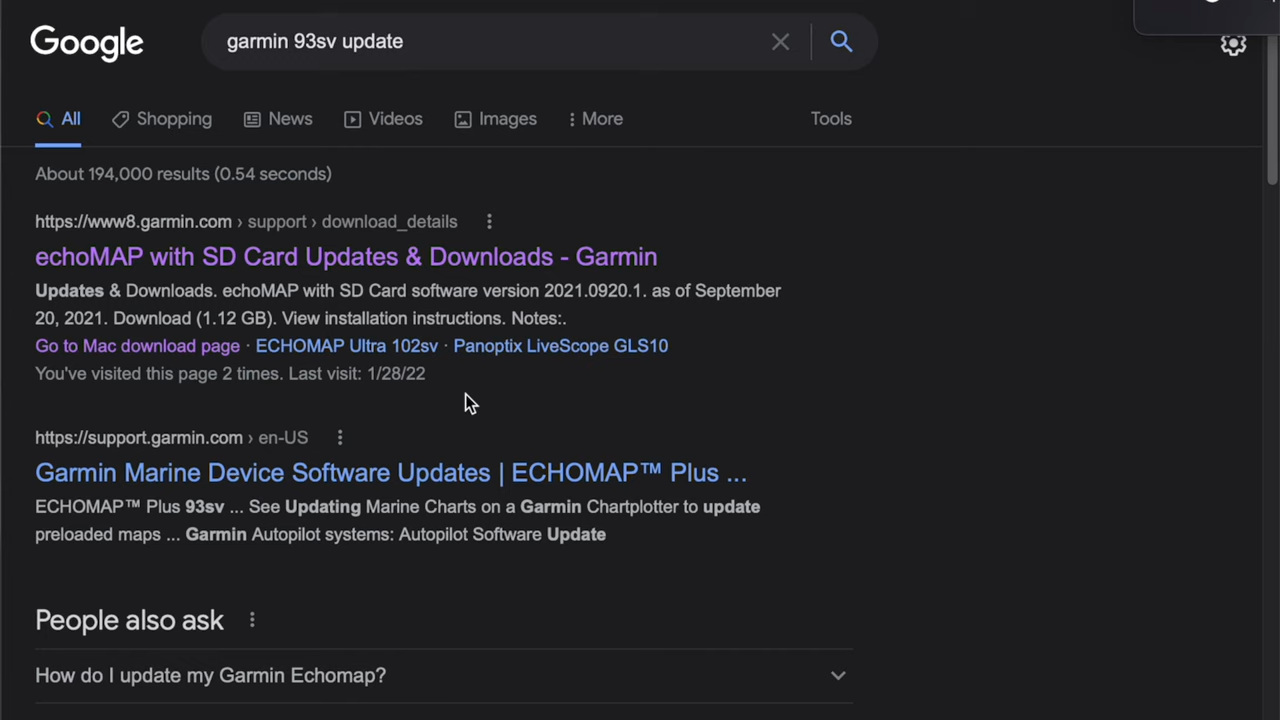 Google
garmin 93sv update
All Shopping News Videos Images More Tools
About 194,000 results (0.54 seconds)
https://www8.garmin.com › support › download_details
echoMAP with SD Card Updates & Downloads - Garmin
Updates & Downloads. echoMAP with SD Card software version 2021.0920.1. as of September
20, 2021. Download (1.12 GB). View installation instructions. Notes:.
Go to Mac download page · ECHOMAP Ultra 102sv · Panoptix LiveScope GLS10
You've visited this page 2 times. Last visit: 1/28/22
https://support.garmin.com › en-US
Garmin Marine Device Software Updates | ECHOMAP™ Plus ...
ECHOMAP™ Plus 93sv ... See Updating Marine Charts on a Garmin Chartplotter to update
preloaded maps ... Garmin Autopilot systems: Autopilot Software Update
People also ask
How do I update my Garmin Echomap?